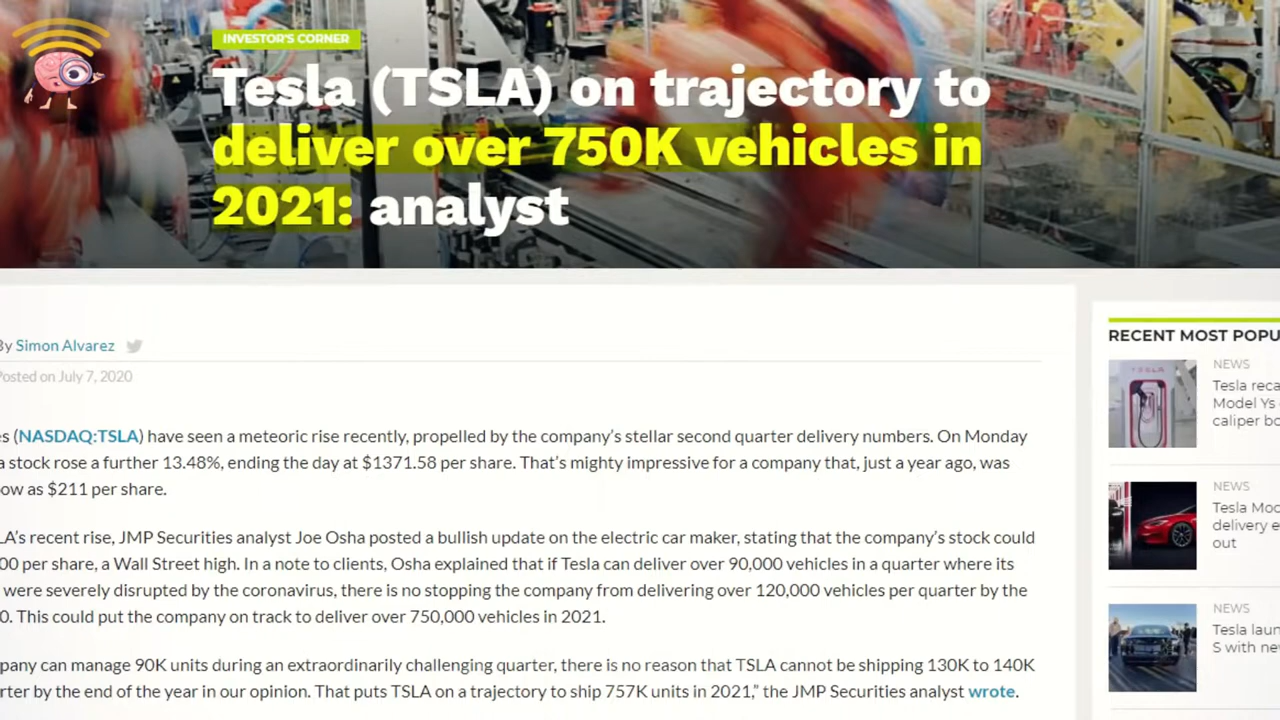 INVESTOR'S CORNER
Tesla (TSLA) on trajectory to
deliver over 750K vehicles in
2021: analyst
By Simon Alvarez
Posted on July 7, 2020
(NASDAQ:TSLA) have seen a meteoric rise recently, propelled by the company's stellar second quarter delivery numbers. On Monday
stock rose a further 13.48%, ending the day at $1371.58 per share. That's mighty impressive for a company that, just a year ago, was
as $211 per share.
recent rise, JMP Securities analyst Joe Osha posted a bullish update on the electric car maker, stating that the company's stock could
per share, a Wall Street high. In a note to clients, Osha explained that if Tesla can deliver over 90,000 vehicles in a quarter where its
were severely disrupted by the coronavirus, there is no stopping the company from delivering over 120,000 vehicles per quarter by the
This could put the company on track to deliver over 750,000 vehicles in 2021.
can manage 90K units during an extraordinarily challenging quarter, there is no reason that TSLA cannot be shipping 130K to 140K
by the end of the year in our opinion. That puts TSLA on a trajectory to ship 757K units in 2021," the JMP Securities analyst wrote.
RECENT MOST
NEWS
Tesla
Model Ys
caliper
NEWS
Tesla
delivery
out
NEWS
Tesla
S with
TESLA